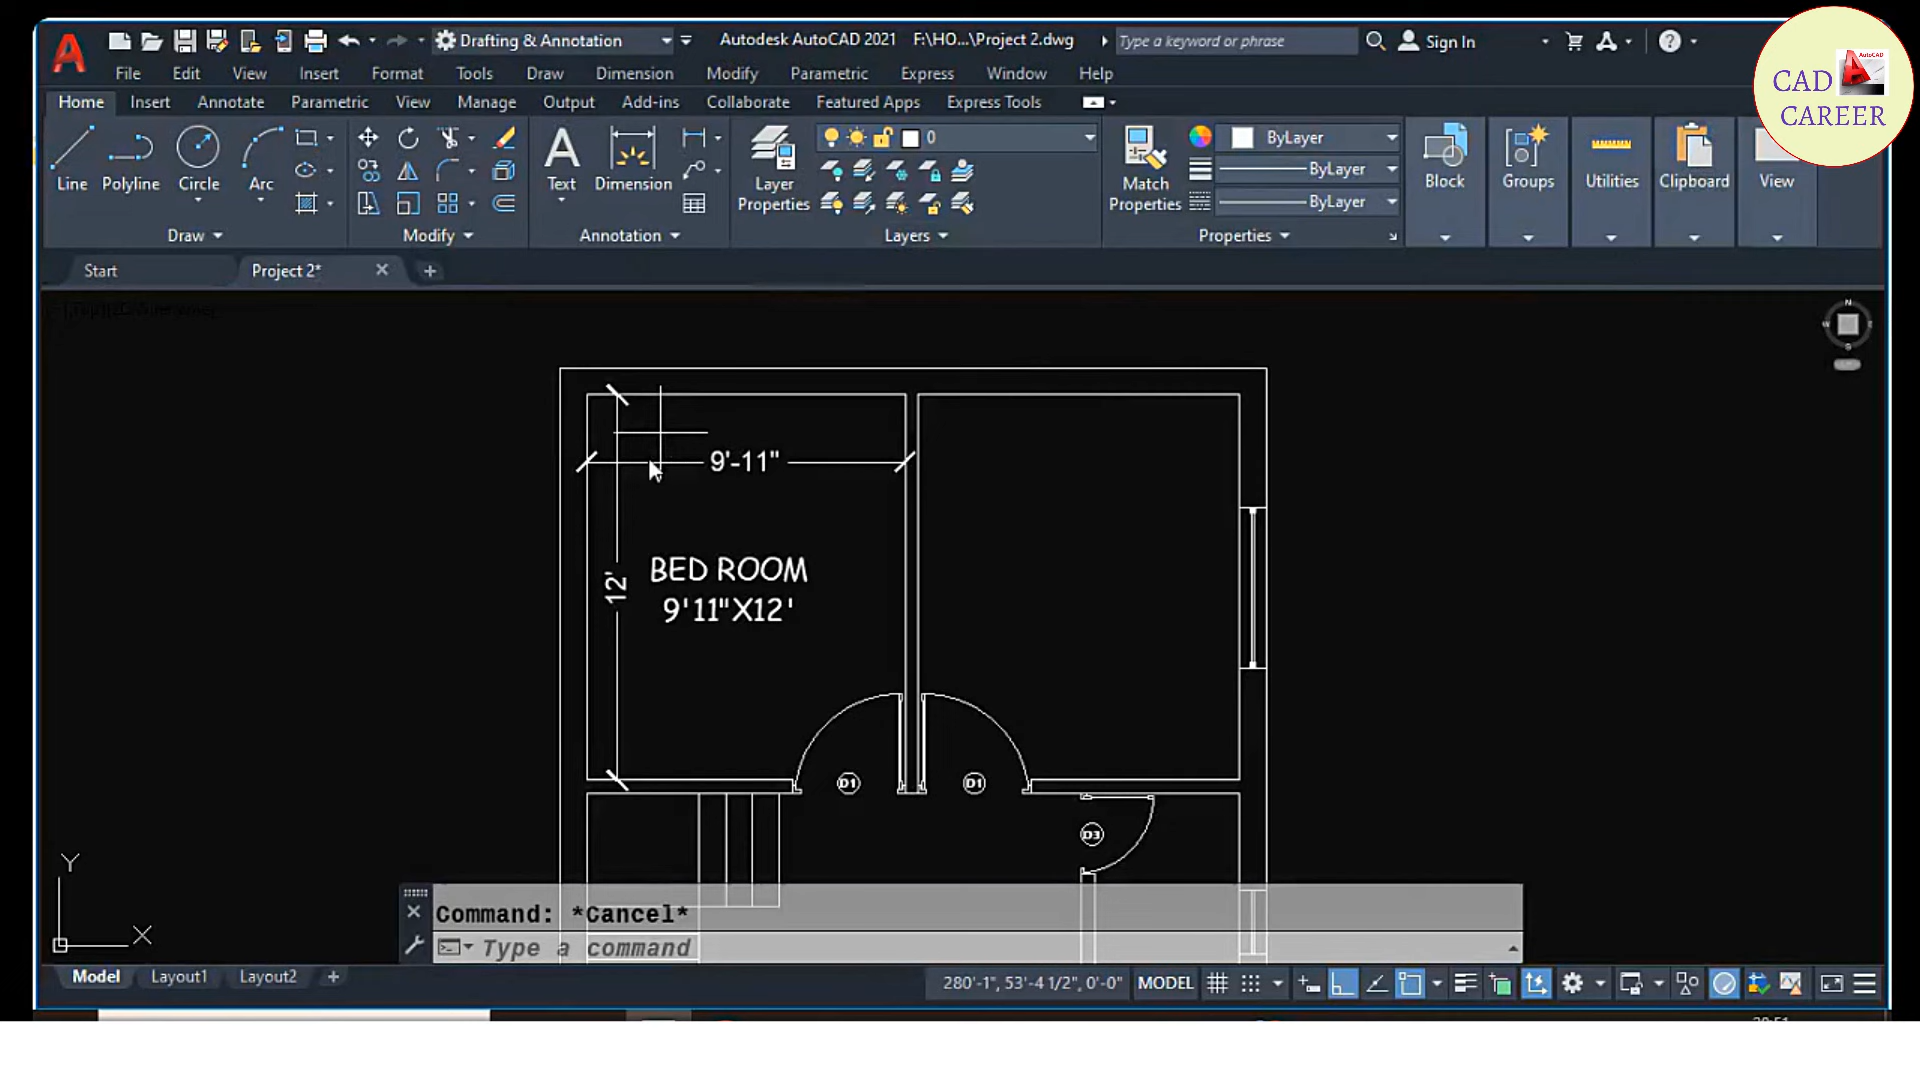 Drafting & Annotation
Autodesk AutoCAD 2021 F:\HO...\Project 2.dwg
Type a keyword or phrase
Sign In
CAD
CAREER
AutoCAD
File Edit View Insert Format Tools Draw Dimension Modify Parametric Express Window Help
Home Insert Annotate Parametric View Manage Output Add-ins Collaborate Featured Apps Express Tools
Line Polyline Circle Arc
Text Dimension
Layer Properties
0
Match Properties
ByLayer
ByLayer
ByLayer
Block Groups Utilities Clipboard View
Draw Modify Annotation Layers Properties
Start Project 2*
N
9'-11"
12'
BED ROOM
9'11"X12'
D1 D1
D3
Y
X
Command: *Cancel*
Type a command
Model Layout1 Layout2
280'-1", 53'-4 1/2", 0'-0" MODEL